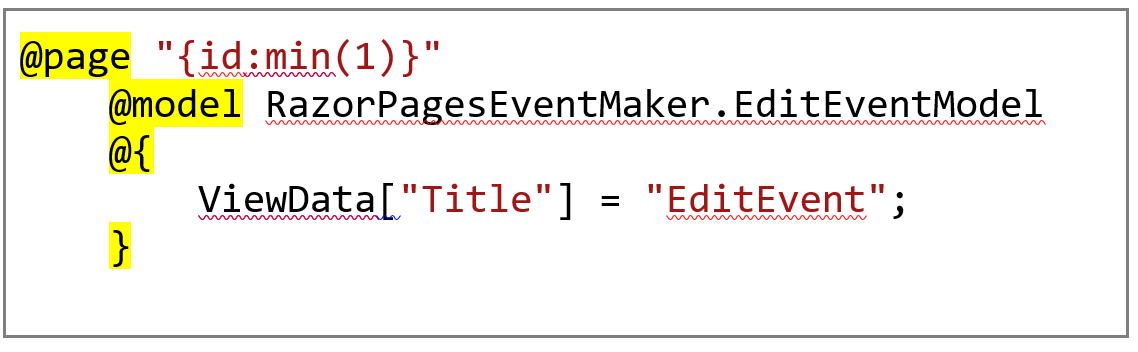 @page "{id:min(1)}"
@model RazorPagesEventMaker.EditEventModel
@{
ViewData["Title"] = "EditEvent";
}